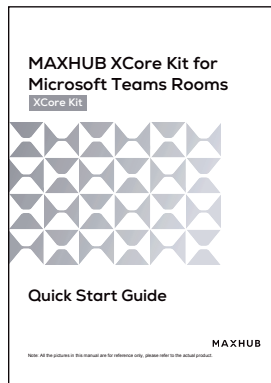 MAXHUB XCore Kit for
Microsoft Teams Rooms
XCore Kit
Quick Start Guide
MAXHUB
Note: All the pictures in this manual are for reference only, please refer to the actual product.